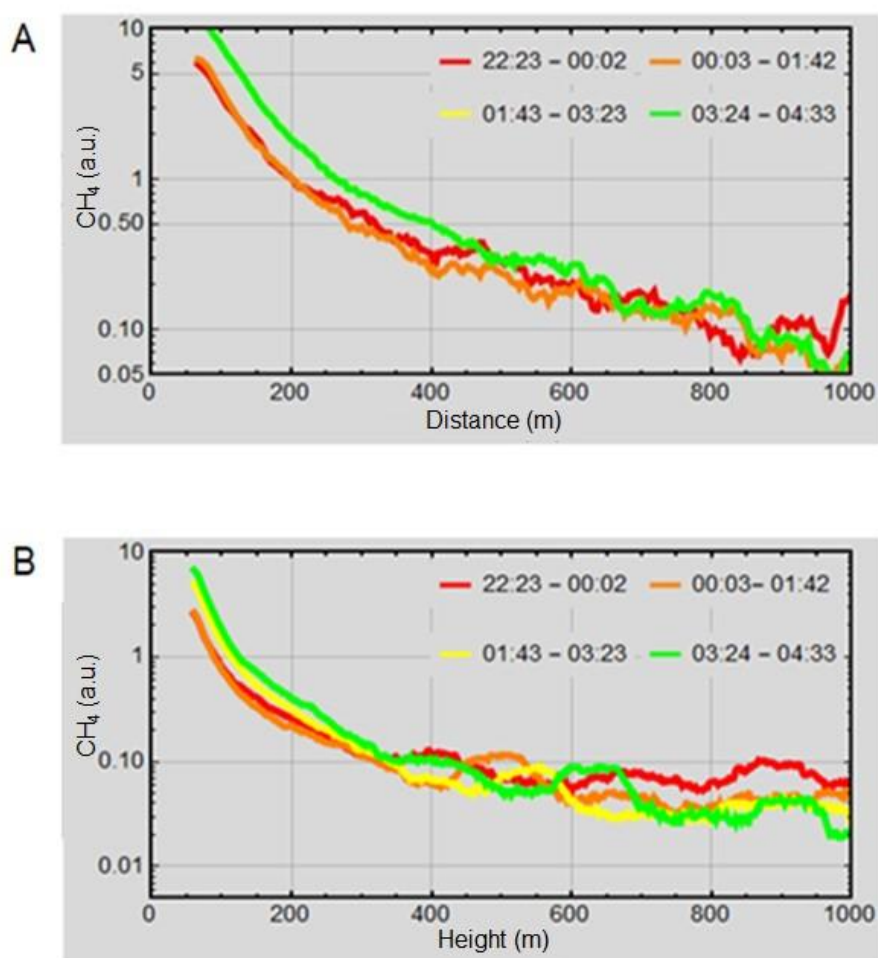 A
CH₄ (a.u.)
10
5
1
0.50
0.10
0.05
22:23 – 00:02
00:03 – 01:42
01:43 – 03:23
03:24 – 04:33
0 200 400 600 800 1000
Distance (m)
B
CH₄ (a.u.)
10
1
0.10
0.01
22:23 – 00:02
00:03– 01:42
01:43 – 03:23
03:24 – 04:33
0 200 400 600 800 1000
Height (m)